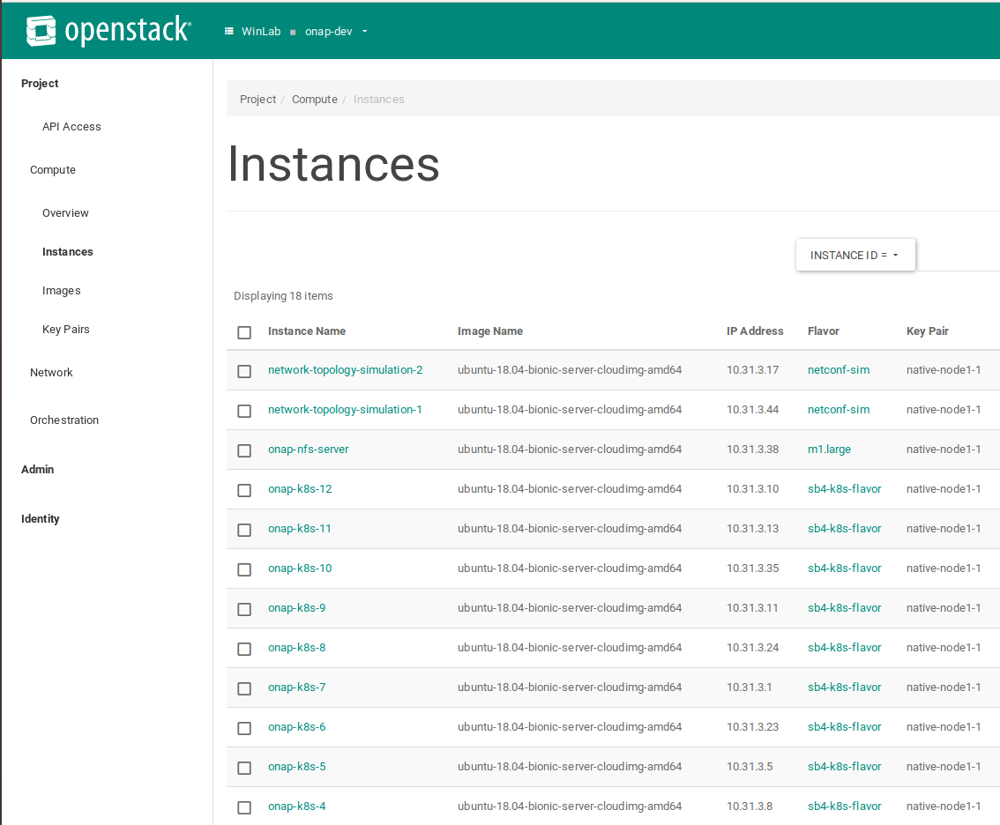 openstack WinLab onap-dev
Project
Project / Compute / Instances
API Access
Instances
Compute
Overview
Instances
INSTANCE ID =
Images
Displaying 18 items
Key Pairs
Instance Name Image Name IP Address Flavor Key Pair
Network
network-topology-simulation-2 ubuntu-18.04-bionic-server-cloudimg-amd64 10.31.3.17 netconf-sim native-node1-1
network-topology-simulation-1 ubuntu-18.04-bionic-server-cloudimg-amd64 10.31.3.44 netconf-sim native-node1-1
Orchestration
onap-nfs-server ubuntu-18.04-bionic-server-cloudimg-amd64 10.31.3.38 m1.large native-node1-1
Admin
onap-k8s-12 ubuntu-18.04-bionic-server-cloudimg-amd64 10.31.3.10 sb4-k8s-flavor native-node1-1
Identity
onap-k8s-11 ubuntu-18.04-bionic-server-cloudimg-amd64 10.31.3.13 sb4-k8s-flavor native-node1-1
onap-k8s-10 ubuntu-18.04-bionic-server-cloudimg-amd64 10.31.3.35 sb4-k8s-flavor native-node1-1
onap-k8s-9 ubuntu-18.04-bionic-server-cloudimg-amd64 10.31.3.11 sb4-k8s-flavor native-node1-1
onap-k8s-8 ubuntu-18.04-bionic-server-cloudimg-amd64 10.31.3.24 sb4-k8s-flavor native-node1-1
onap-k8s-7 ubuntu-18.04-bionic-server-cloudimg-amd64 10.31.3.1 sb4-k8s-flavor native-node1-1
onap-k8s-6 ubuntu-18.04-bionic-server-cloudimg-amd64 10.31.3.23 sb4-k8s-flavor native-node1-1
onap-k8s-5 ubuntu-18.04-bionic-server-cloudimg-amd64 10.31.3.5 sb4-k8s-flavor native-node1-1
onap-k8s-4 ubuntu-18.04-bionic-server-cloudimg-amd64 10.31.3.8 sb4-k8s-flavor native-node1-1